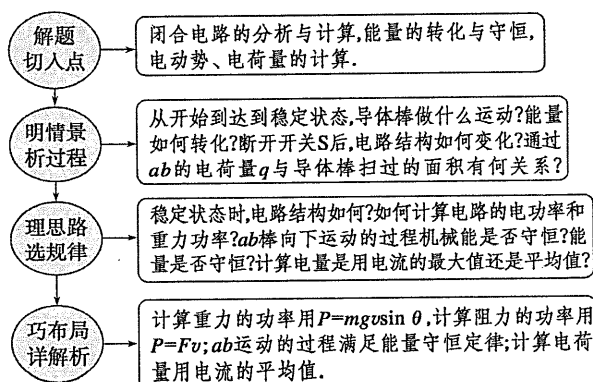 解题
切入点
闭合电路的分析与计算,能量的转化与守恒,
电动势、电荷量的计算.
明情景
析过程
从开始到达到稳定状态,导体棒做什么运动?能量
如何转化?断开开关S后,电路结构如何变化?通过
ab的电荷量q与导体棒扫过的面积有何关系?
理思路
选规律
稳定状态时,电路结构如何?如何计算电路的电功率和
重力功率?ab棒向下运动的过程机械能是否守恒?能
量是否守恒?计算电量是用电流的最大值还是平均值?
巧布局
详解析
计算重力的功率用P=mgvsin θ,计算阻力的功率用
P=Fv;ab运动的过程满足能量守恒定律;计算电荷
量用电流的平均值.